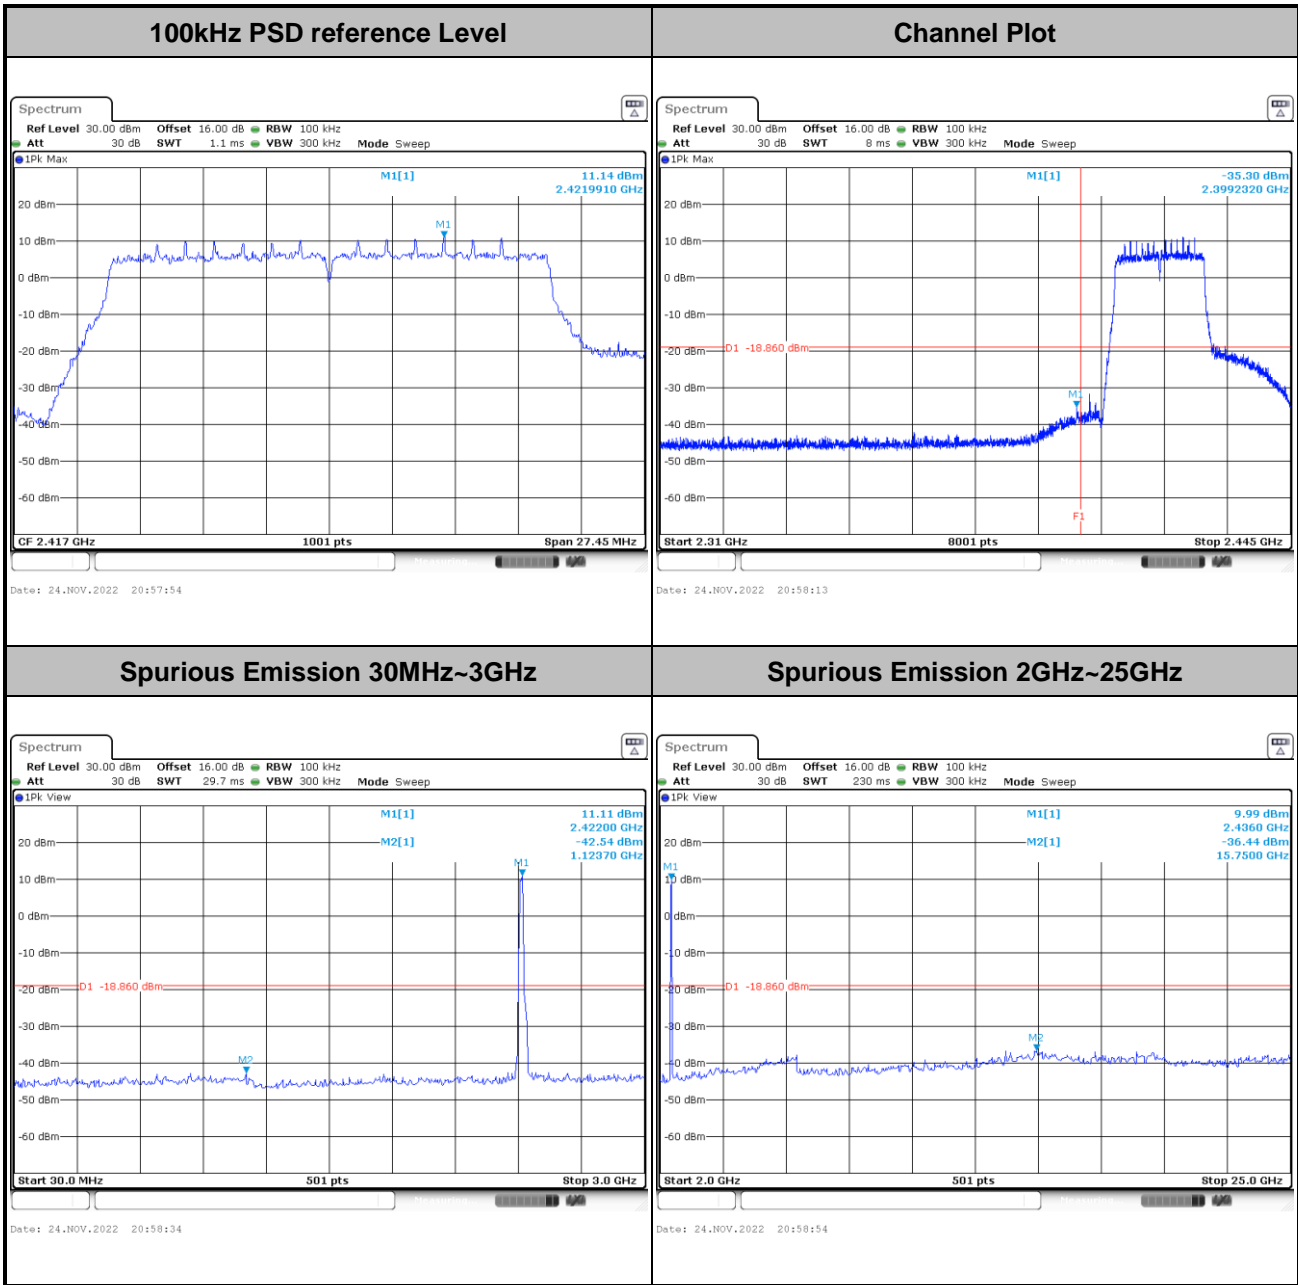 100kHz PSD reference Level
Channel Plot
Spectrum
Ref Level 30.00 dBm Offset 16.00 dB RBW 100 kHz
Att 30 dB SWT 1.1 ms VBW 300 kHz Mode Sweep
1Pk Max
M1[1] 11.14 dBm
2.4219910 GHz
20 dBm
M1
10 dBm
0 dBm
-10 dBm
-20 dBm
-30 dBm
-40 dBm
-50 dBm
-60 dBm
CF 2.417 GHz 1001 pts Span 27.45 MHz
Measuring...
Date: 24.NOV.2022 20:57:54
Spectrum
Ref Level 30.00 dBm Offset 16.00 dB RBW 100 kHz
Att 30 dB SWT 8 ms VBW 300 kHz Mode Sweep
1Pk Max
M1[1] -35.30 dBm
2.3992320 GHz
20 dBm
10 dBm
0 dBm
-10 dBm
-20 dBm
D1 -18.860 dBm
-30 dBm
M1
-40 dBm
-50 dBm
-60 dBm
F1
Start 2.31 GHz 8001 pts Stop 2.445 GHz
Measuring...
Date: 24.NOV.2022 20:58:13
Spurious Emission 30MHz~3GHz
Spurious Emission 2GHz~25GHz
Spectrum
Ref Level 30.00 dBm Offset 16.00 dB RBW 100 kHz
Att 30 dB SWT 29.7 ms VBW 300 kHz Mode Sweep
1Pk View
M1[1] 11.11 dBm
2.42200 GHz
M2[1] -42.54 dBm
1.12370 GHz
20 dBm
M1
10 dBm
0 dBm
-10 dBm
-20 dBm
D1 -18.860 dBm
-30 dBm
-40 dBm
M2
-50 dBm
-60 dBm
Start 30.0 MHz 501 pts Stop 3.0 GHz
Measuring...
Date: 24.NOV.2022 20:58:34
Spectrum
Ref Level 30.00 dBm Offset 16.00 dB RBW 100 kHz
Att 30 dB SWT 230 ms VBW 300 kHz Mode Sweep
1Pk View
M1[1] 9.99 dBm
2.4360 GHz
M2[1] -36.44 dBm
15.7500 GHz
20 dBm
M1
10 dBm
0 dBm
-10 dBm
-20 dBm
D1 -18.860 dBm
-30 dBm
M2
-40 dBm
-50 dBm
-60 dBm
Start 2.0 GHz 501 pts Stop 25.0 GHz
Measuring...
Date: 24.NOV.2022 20:58:54